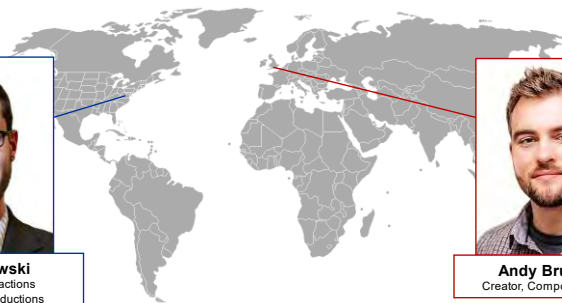 wski
actions
ductions
Andy Bru
Creator, Compo